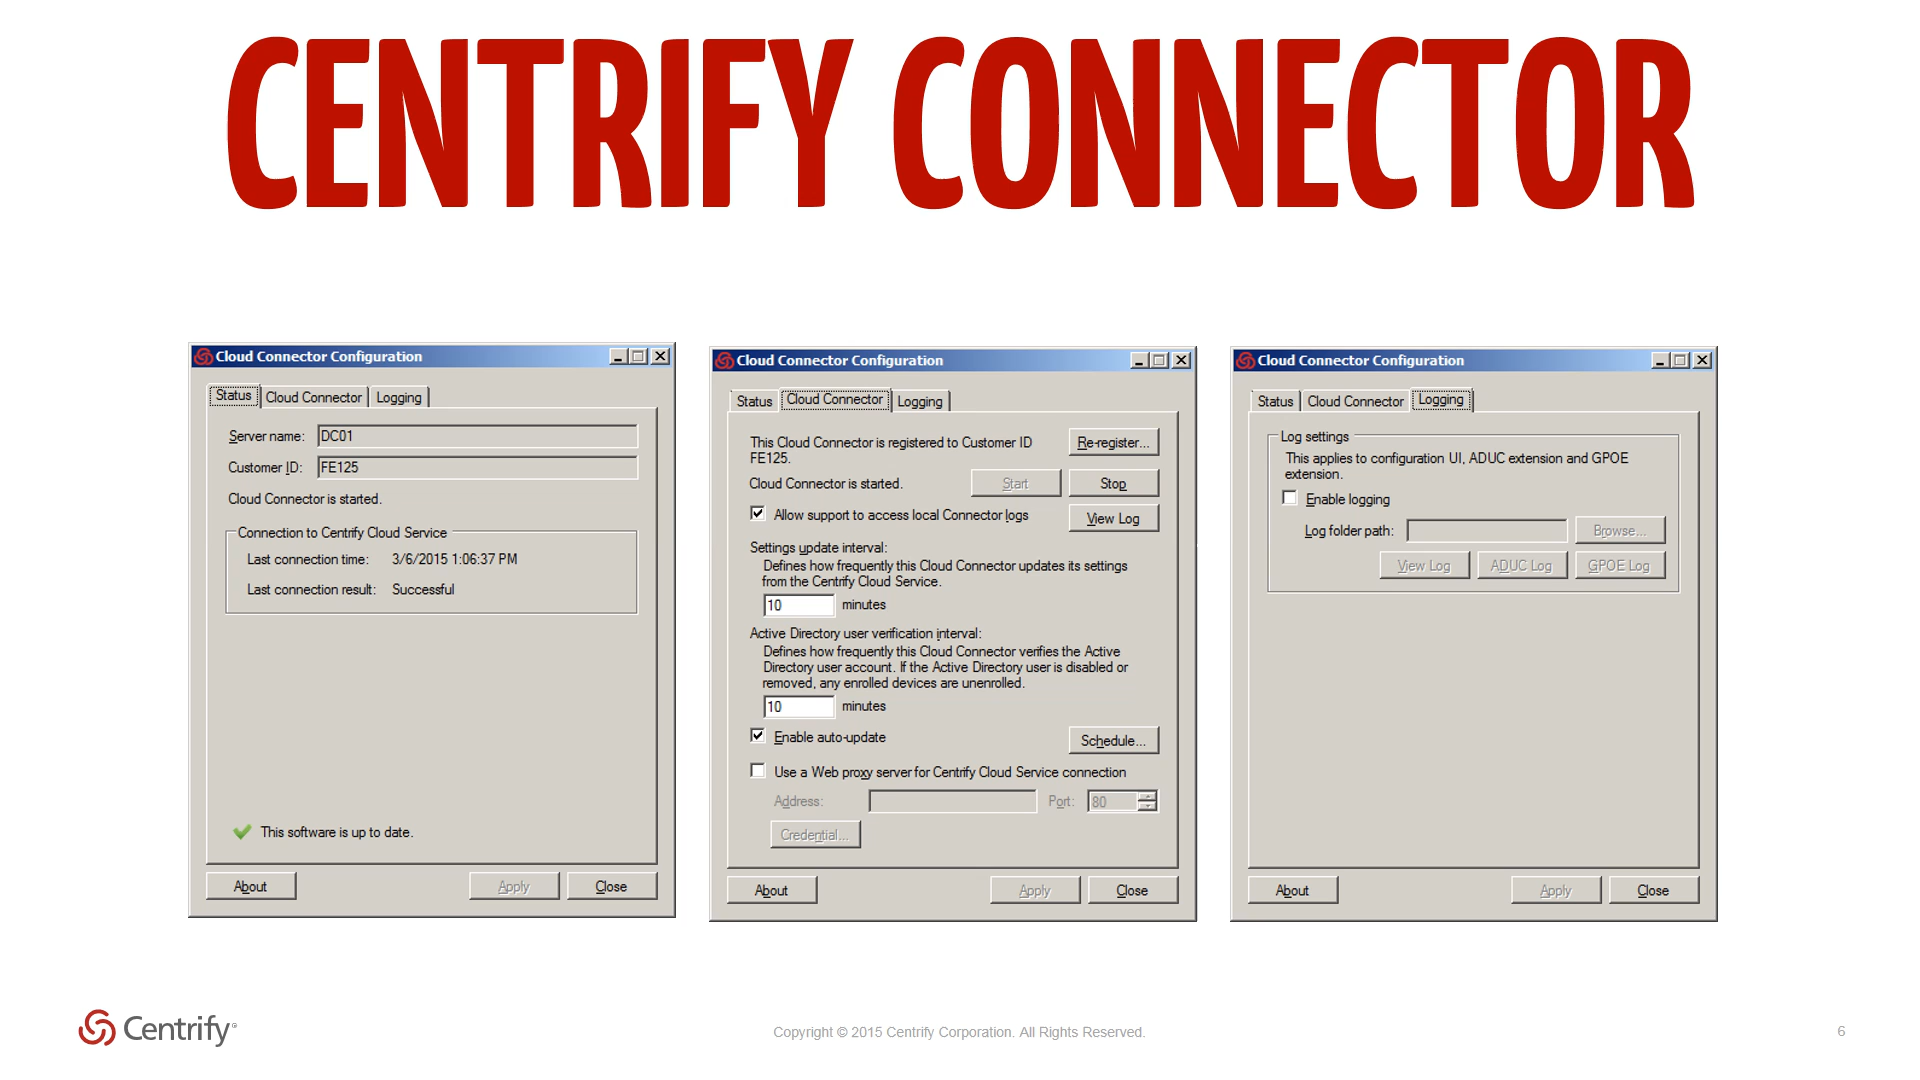 CENTRIFY CONNECTOR
Cloud Connector Configuration
Status Cloud Connector Logging
Server name: DC01
Customer ID: FE125
Cloud Connector is started.
Connection to Centrify Cloud Service
Last connection time: 3/6/2015 1:06:37 PM
Last connection result: Successful
This software is up to date.
About Apply Close
Cloud Connector Configuration
Status Cloud Connector Logging
This Cloud Connector is registered to Customer ID
FE125.
Re-register...
Cloud Connector is started. Start Stop
Allow support to access local Connector logs View Log
Settings update interval:
Defines how frequently this Cloud Connector updates its settings
from the Centrify Cloud Service.
10 minutes
Active Directory user verification interval:
Defines how frequently this Cloud Connector verifies the Active
Directory user account. If the Active Directory user is disabled or
removed, any enrolled devices are unenrolled.
10 minutes
Enable auto-update Schedule...
Use a Web proxy server for Centrify Cloud Service connection
Address: Port: 80
Credential...
About Apply Close
Cloud Connector Configuration
Status Cloud Connector Logging
Log settings
This applies to configuration UI, ADUC extension and GPOE
extension.
Enable logging
Log folder path: Browse...
View Log ADUC Log GPOE Log
About Apply Close
Centrify®
Copyright © 2015 Centrify Corporation. All Rights Reserved.
6